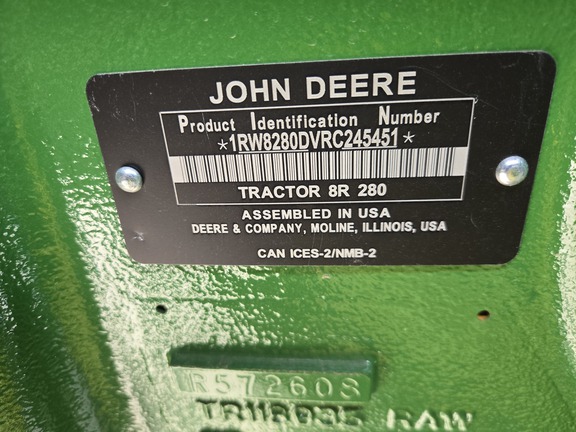 JOHN DEERE
Product Identification Number
*1RW8280DVRC245451*
TRACTOR 8R 280
ASSEMBLED IN USA
DEERE & COMPANY, MOLINE, ILLINOIS, USA
CAN ICES-2/NMB-2
R572608
RAW